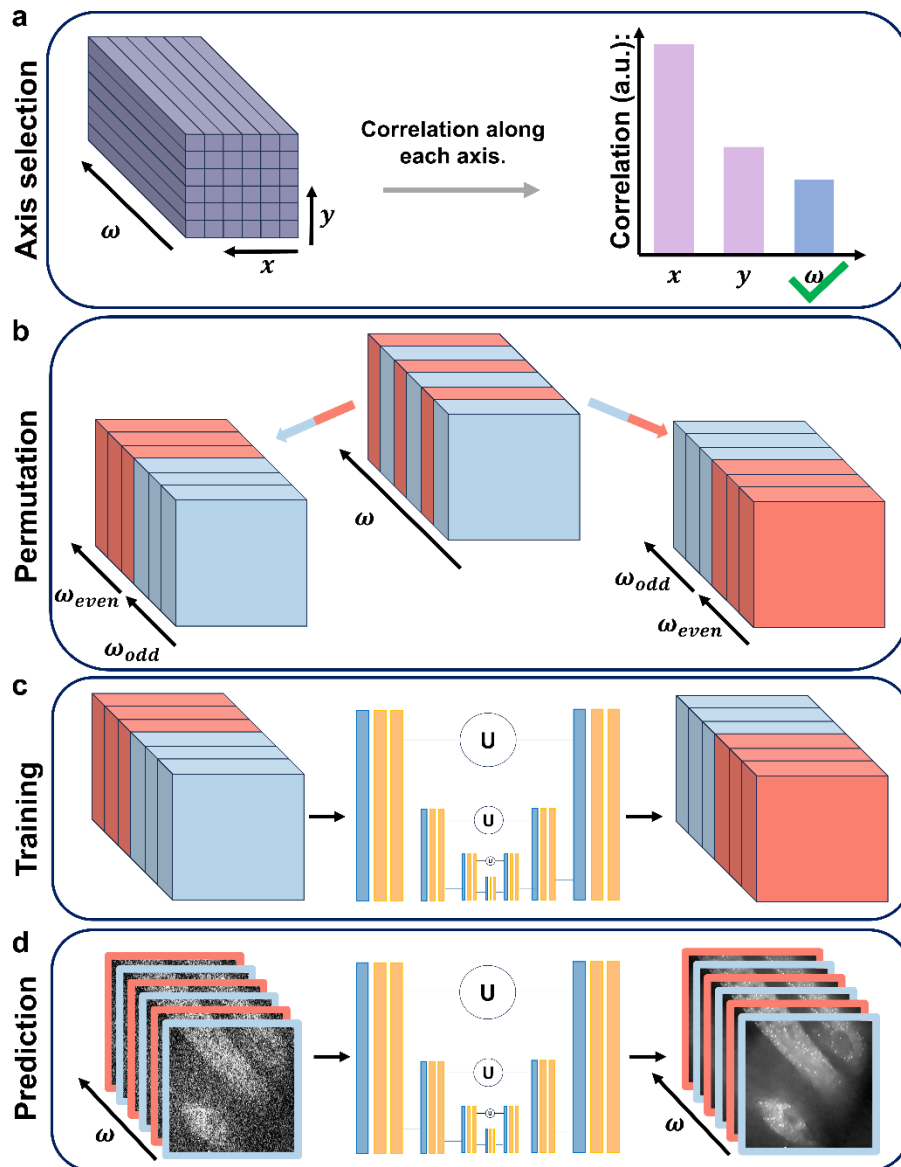 a
Axis selection
ω
x
y
Correlation along
each axis.
Correlation (a.u.):
x
y
ω
b
Permutation
ω
ω_even
ω_odd
ω_odd
ω_even
c
Training
U
U
U
d
Prediction
ω
U
U
U
ω